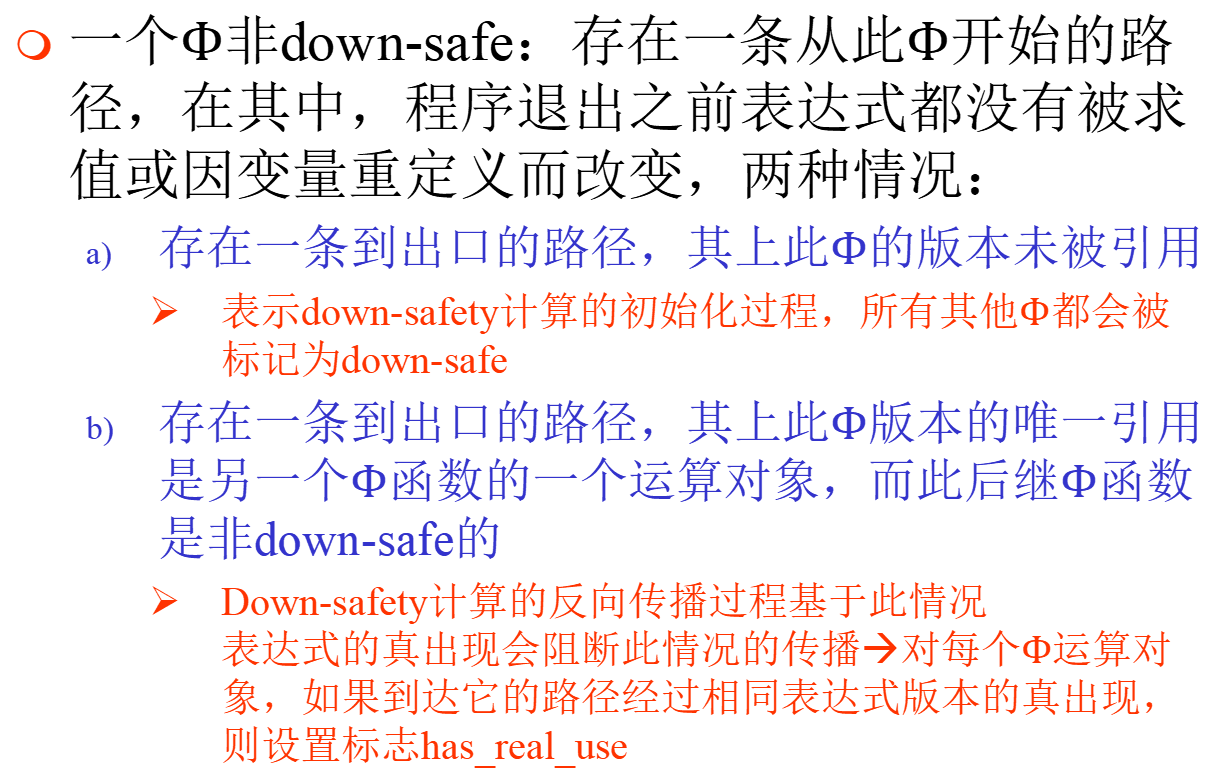 一个Φ非down-safe：存在一条从此Φ开始的路
径，在其中，程序退出之前表达式都没有被求
值或因变量重定义而改变，两种情况：
a) 存在一条到出口的路径，其上此Φ的版本未被引用
➢ 表示down-safety计算的初始化过程，所有其他Φ都会被
标记为down-safe
b) 存在一条到出口的路径，其上此Φ版本的唯一引用
是另一个Φ函数的一个运算对象，而此后继Φ函数
是非down-safe的
➢ Down-safety计算的反向传播过程基于此情况
表达式的真出现会阻断此情况的传播→对每个Φ运算对
象，如果到达它的路径经过相同表达式版本的真出现，
则设置标志has_real_use